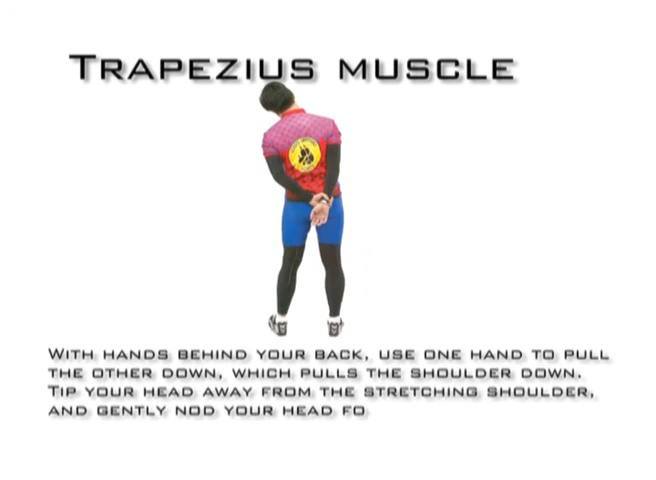 Trapezius muscle
With hands behind your back, use one hand to pull
the other down, which pulls the shoulder down.
Tip your head away from the stretching shoulder,
and gently nod your head fo